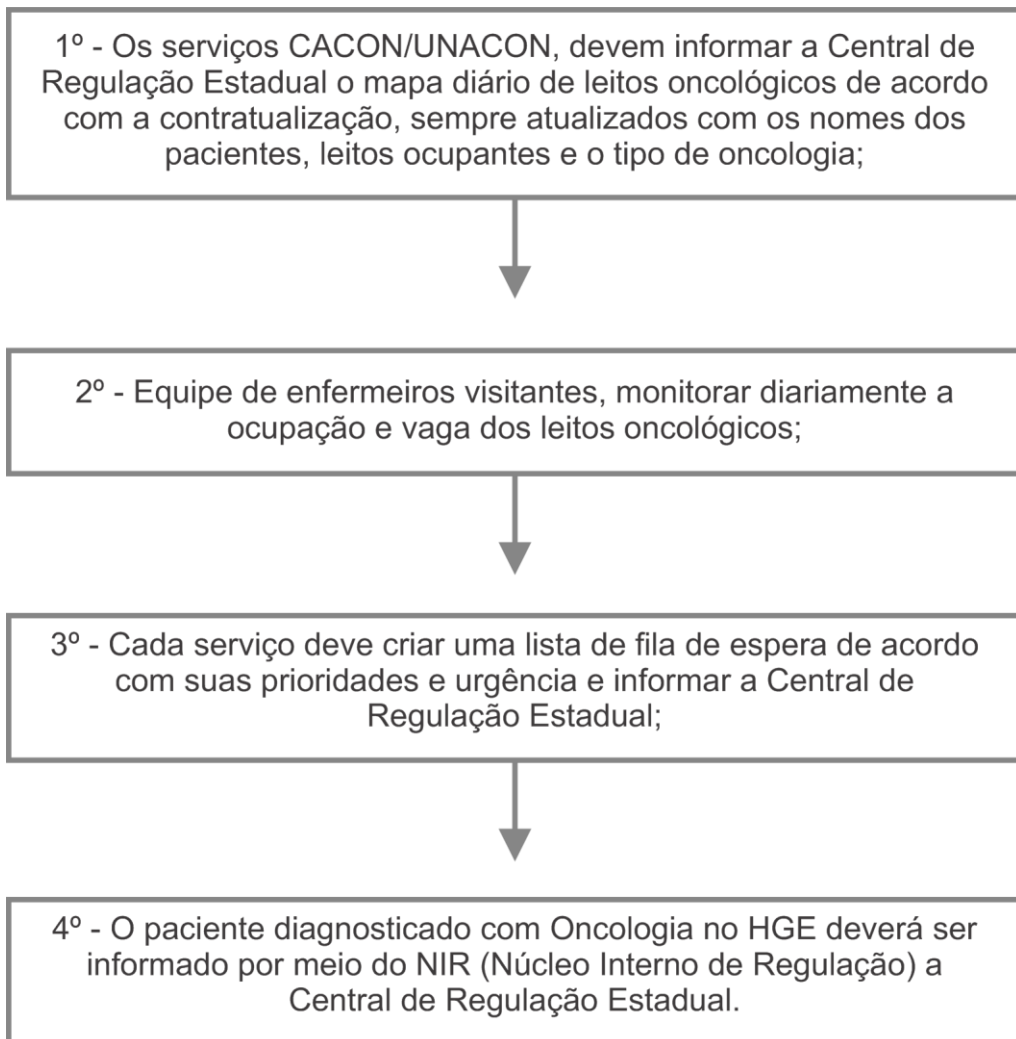 1º - Os serviços CACON/UNACON, devem informar a Central de
Regulação Estadual o mapa diário de leitos oncológicos de acordo
com a contratualização, sempre atualizados com os nomes dos
pacientes, leitos ocupantes e o tipo de oncologia;
2º - Equipe de enfermeiros visitantes, monitorar diariamente a
ocupação e vaga dos leitos oncológicos;
3º - Cada serviço deve criar uma lista de fila de espera de acordo
com suas prioridades e urgência e informar a Central de
Regulação Estadual;
4º - O paciente diagnosticado com Oncologia no HGE deverá ser
informado por meio do NIR (Núcleo Interno de Regulação) a
Central de Regulação Estadual.